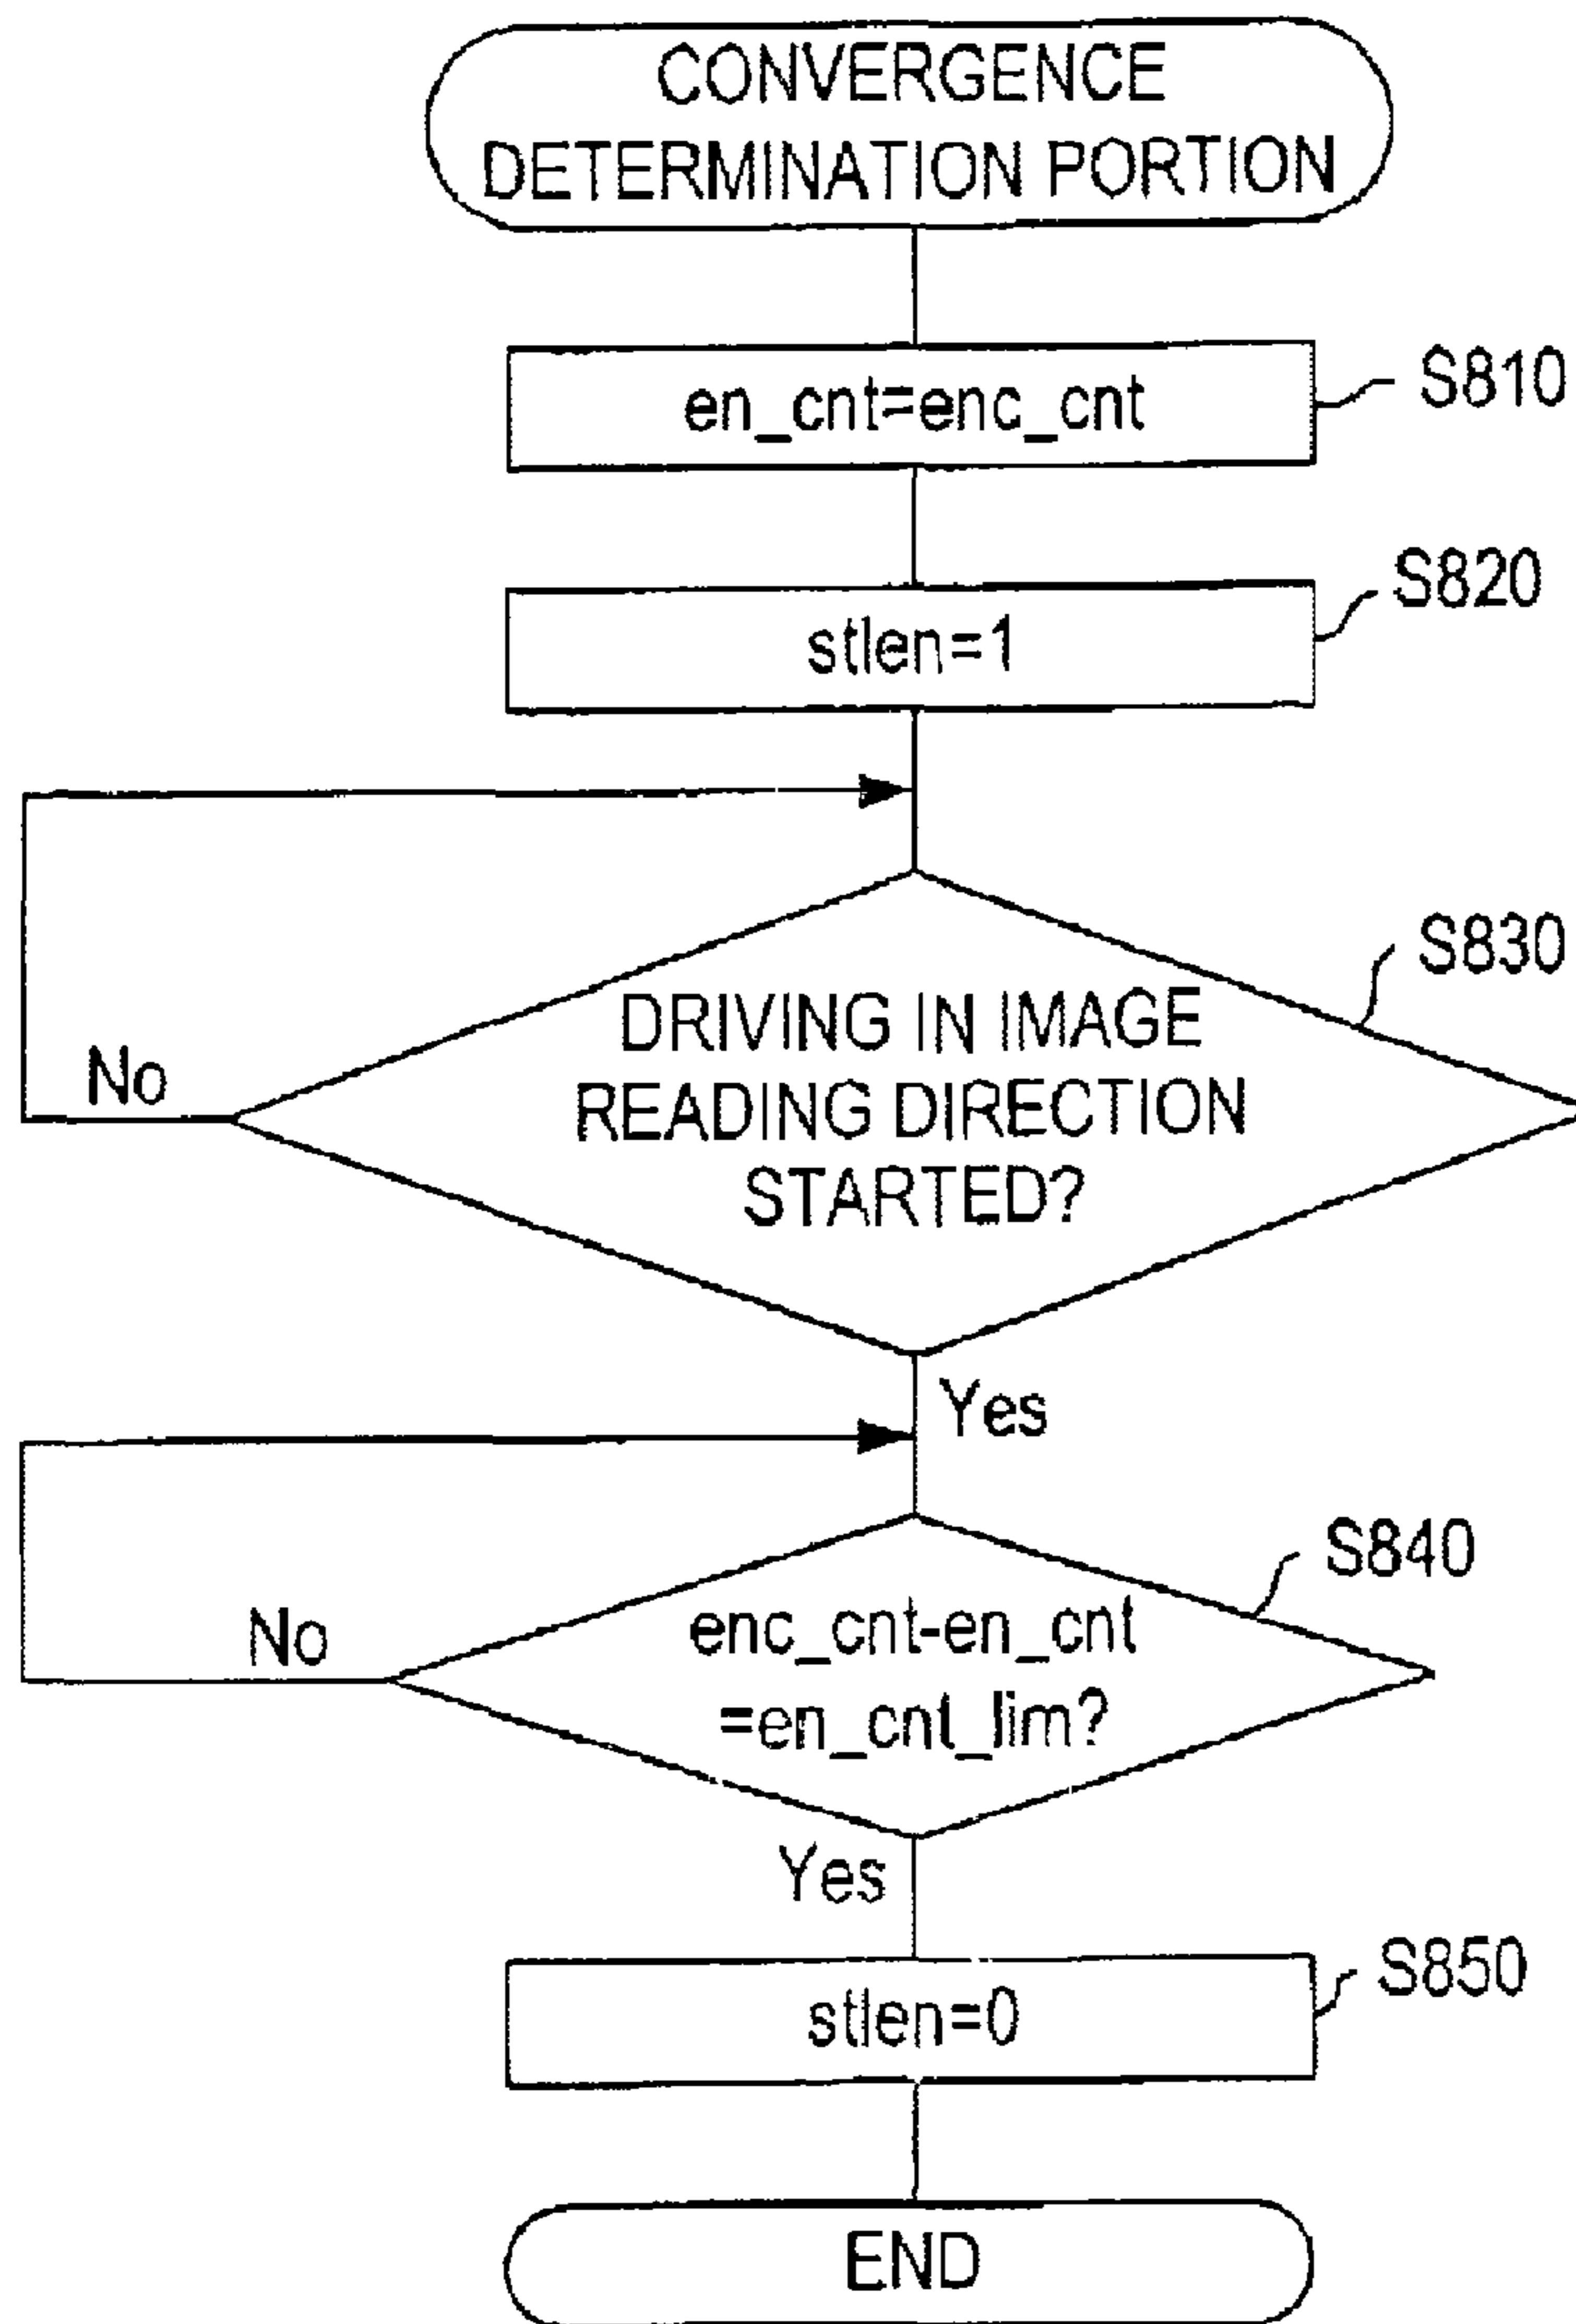 CONVERGENCE
DETERMINATION PORTION
en_cnt=enc_cnt
S810
stlen=1
S820
S830
DRIVING IN IMAGE
READING DIRECTION
STARTED?
No
Yes
S840
enc_cnt-en_cnt
=en_cnt_lim?
No
Yes
stlen=0
S850
END